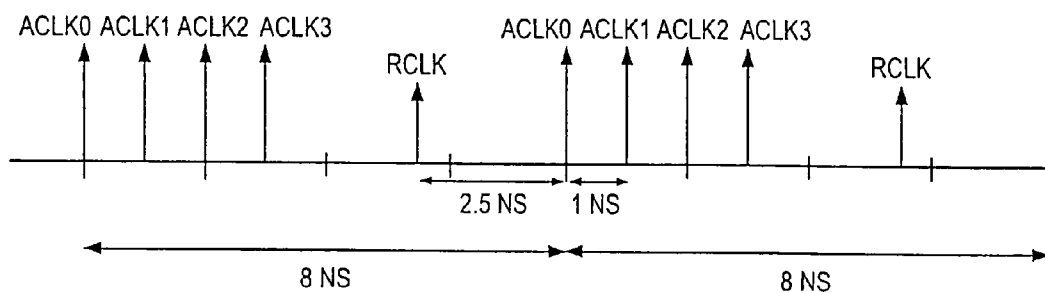 ACLK0 ACLK1 ACLK2 ACLK3 ACLK0 ACLK1 ACLK2 ACLK3
RCLK RCLK
2.5 NS 1 NS
8 NS 8 NS